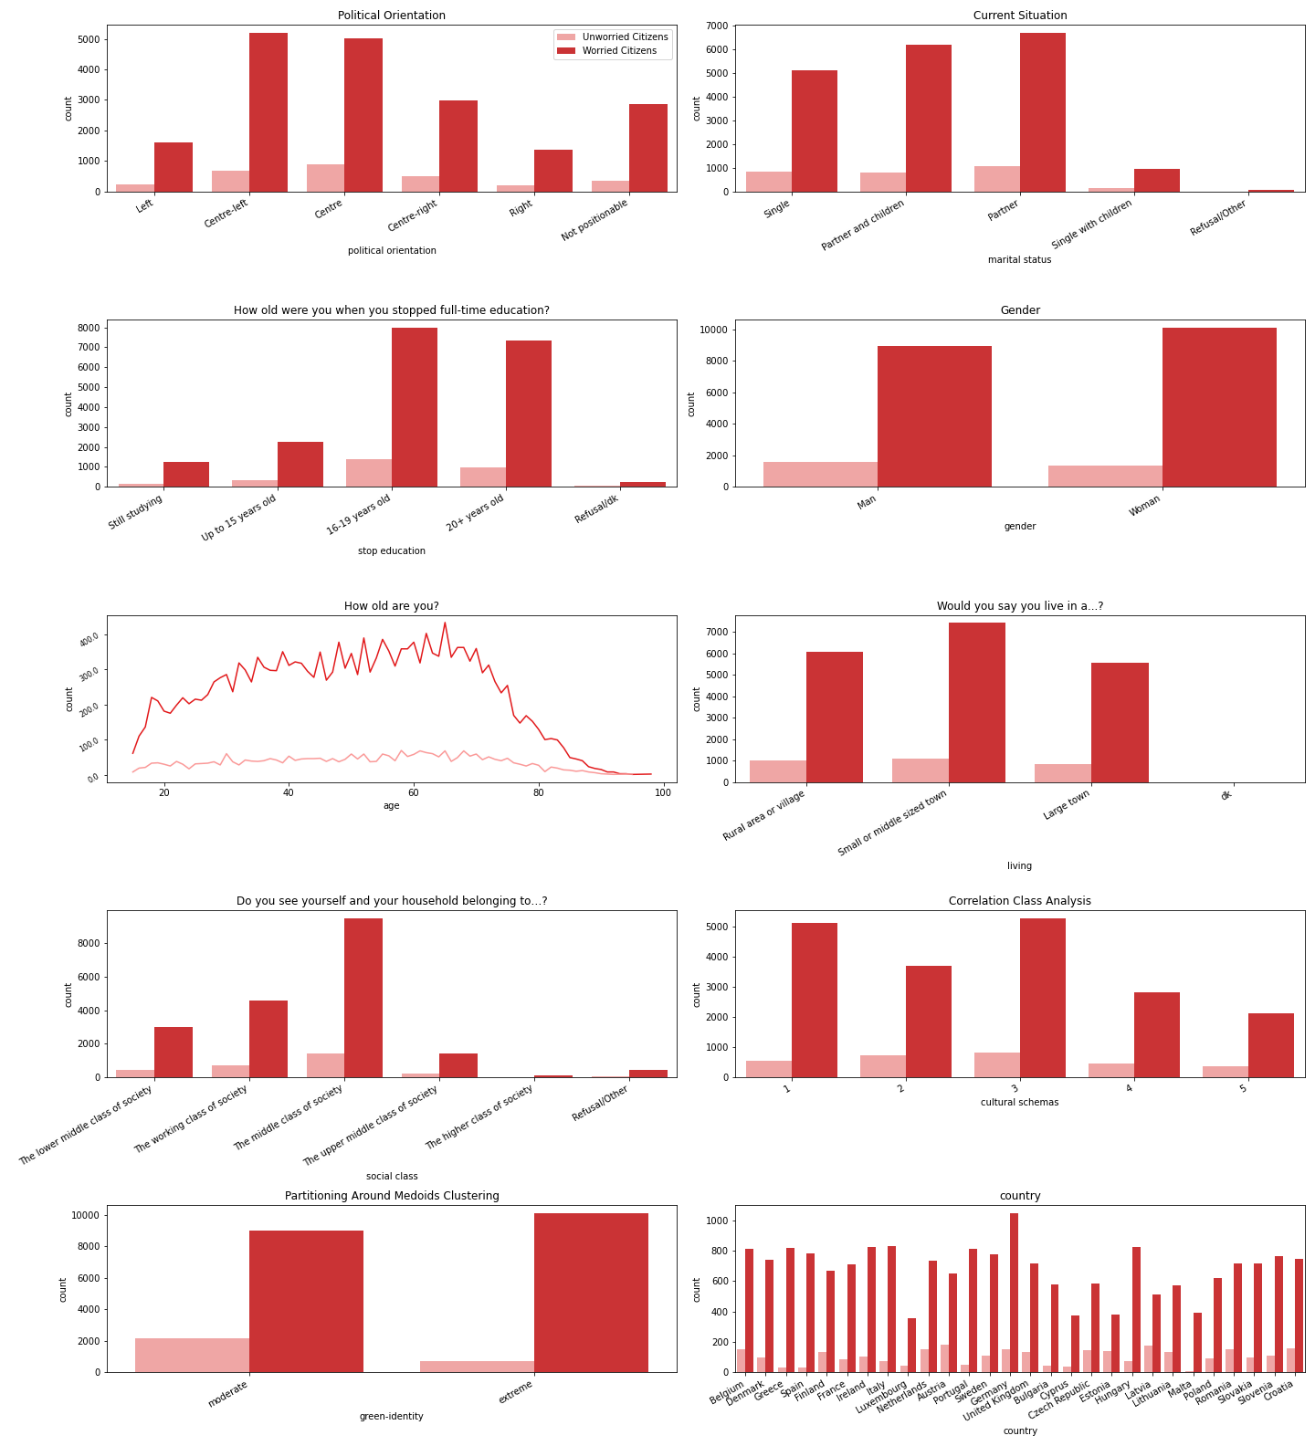 Political Orientation
Unworried Citizens
Worried Citizens
count
5000
4000
3000
2000
1000
0
Left
Centre-left
Centre
Centre-right
Right
Not positionable
political orientation
Current Situation
count
7000
6000
5000
4000
3000
2000
1000
0
Single
Partner and children
Partner
Single with children
Refusal/Other
marital status
How old were you when you stopped full-time education?
count
8000
7000
6000
5000
4000
3000
2000
1000
0
Still studying
Up to 15 years old
16-19 years old
20+ years old
Refusal/dk
stop education
Gender
count
10000
8000
6000
4000
2000
0
Man
Woman
gender
How old are you?
count
400.0
300.0
200.0
100.0
0.0
20
40
60
80
100
age
Would you say you live in a...?
count
7000
6000
5000
4000
3000
2000
1000
0
Rural area or village
Small or middle sized town
Large town
dk
living
Do you see yourself and your household belonging to...?
count
8000
6000
4000
2000
0
The lower middle class of society
The working class of society
The middle class of society
The upper middle class of society
The higher class of society
Refusal/Other
social class
Correlation Class Analysis
count
5000
4000
3000
2000
1000
0
1
2
3
4
5
cultural schemas
Partitioning Around Medoids Clustering
count
10000
8000
6000
4000
2000
0
moderate
extreme
green-identity
country
count
1000
800
600
400
200
0
Belgium
Denmark
Greece
Spain
Finland
France
Ireland
Italy
Luxembourg
Netherlands
Austria
Portugal
Sweden
Germany
United Kingdom
Bulgaria
Cyprus
Czech Republic
Estonia
Hungary
Latvia
Lithuania
Malta
Poland
Romania
Slovakia
Slovenia
Croatia
country